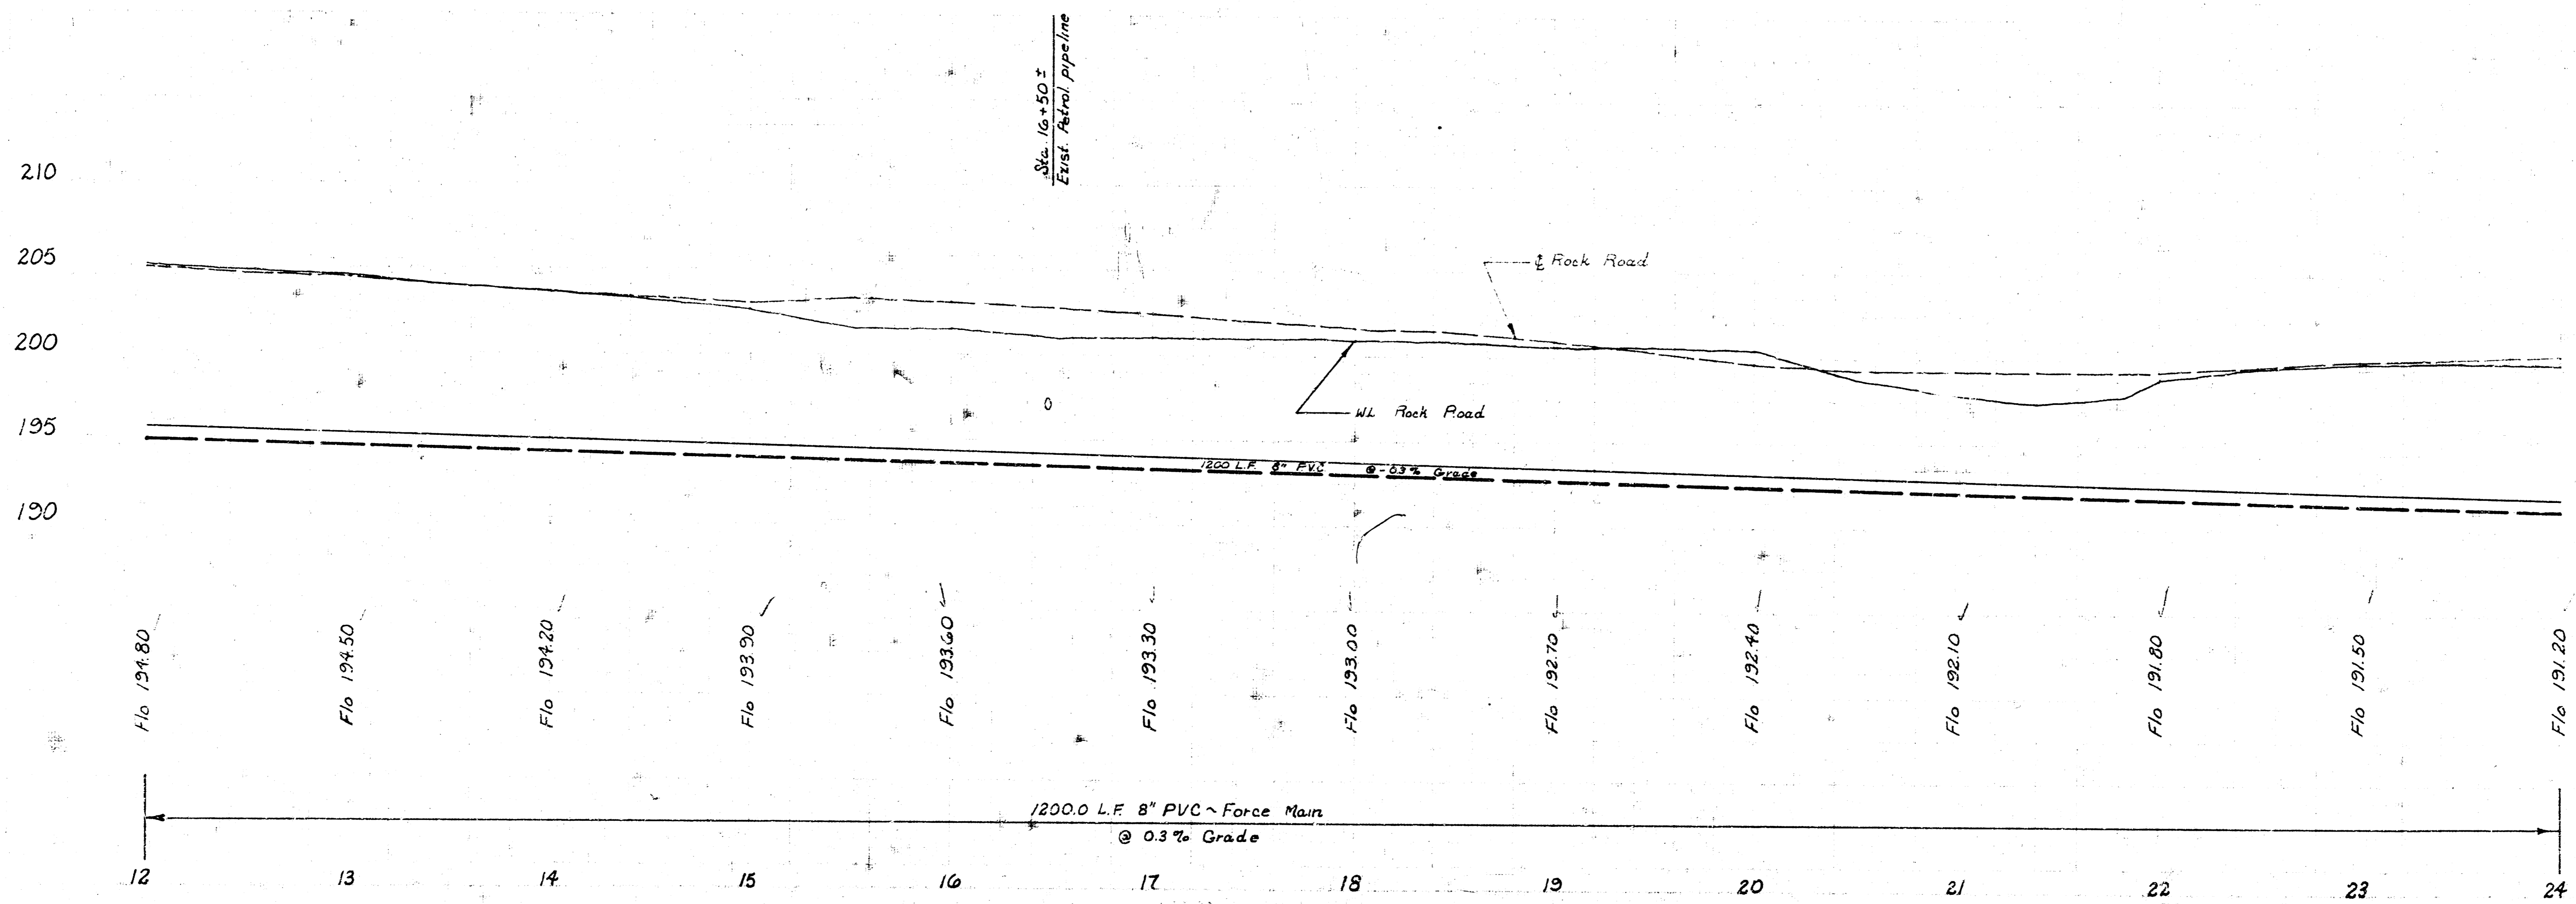 Sta. 16+50±
Exist. Petrol. pipeline
210
205
200
195
190
℄ Rock Road
WL Rock Road
1200 L.F. 8" PVC @ -0.3% Grade
Flo 194.80
Flo 194.50
Flo 194.20
Flo 193.90
Flo 193.60
Flo 193.30
Flo 193.00
Flo 192.70
Flo 192.40
Flo 192.10
Flo 191.80
Flo 191.50
Flo 191.20
1200.0 L.F. 8" PVC ~ Force Main
@ 0.3% Grade
12 13 14 15 16 17 18 19 20 21 22 23 24